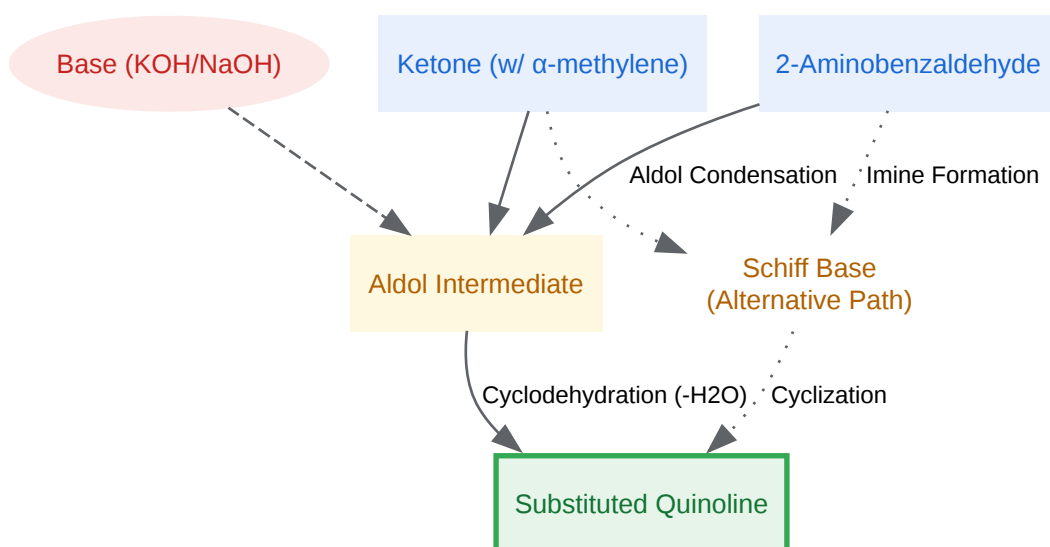 Base (KOH/NaOH)
Ketone (w/ α-methylene)
2-Aminobenzaldehyde
Aldol Condensation
Imine Formation
Aldol Intermediate
Schiff Base
(Alternative Path)
Cyclodehydration (-H2O)
Cyclization
Substituted Quinoline